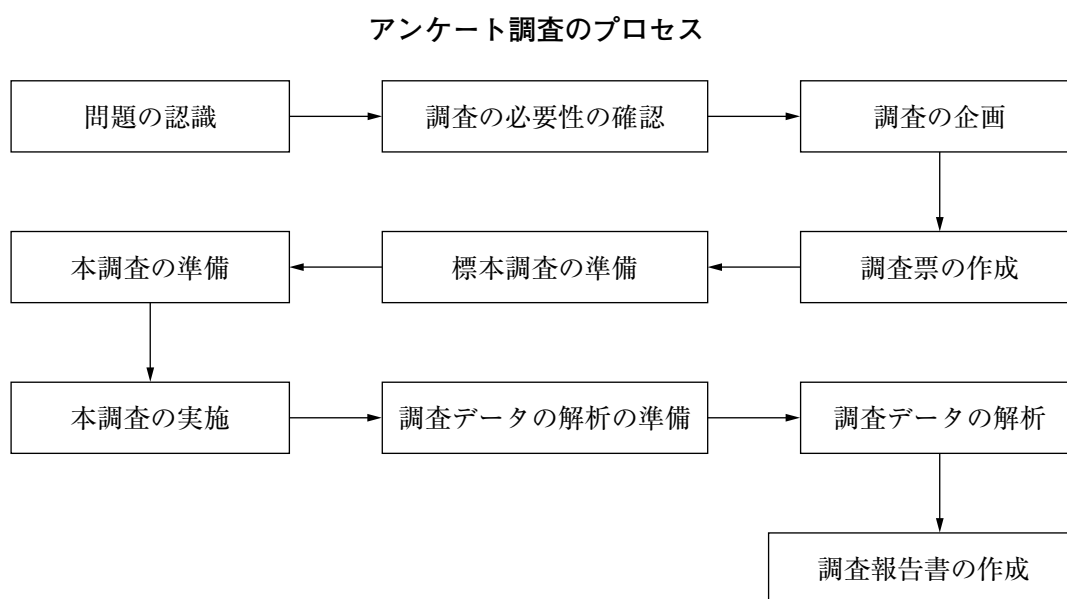 アンケート調査のプロセス
問題の認識
調査の必要性の確認
調査の企画
調査票の作成
標本調査の準備
本調査の準備
本調査の実施
調査データの解析の準備
調査データの解析
調査報告書の作成